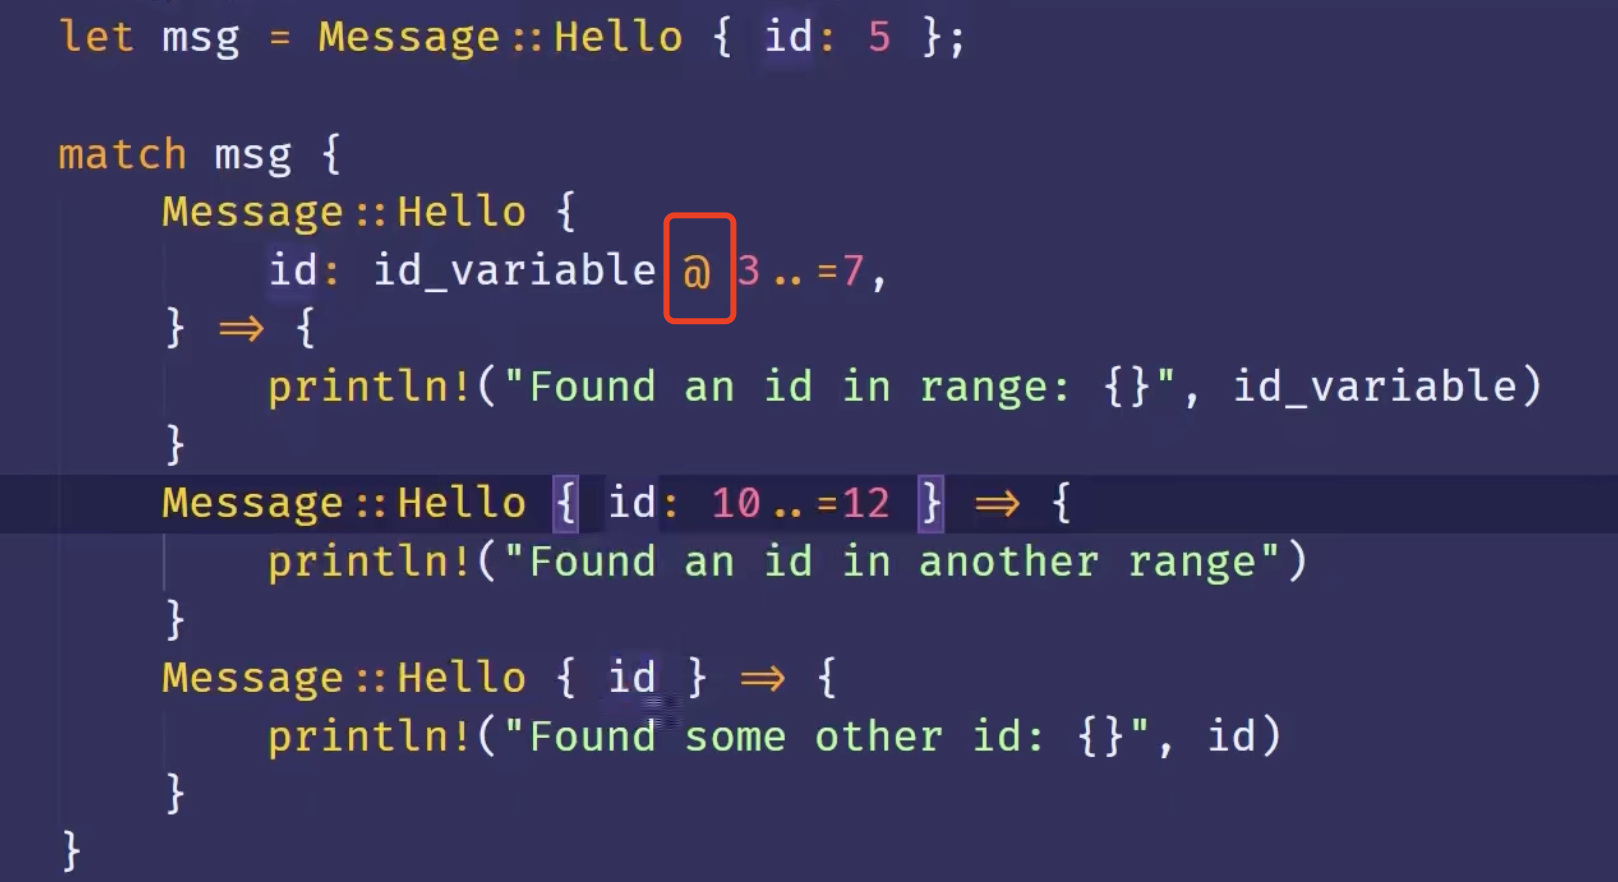 let msg = Message::Hello { id: 5 };
match msg {
Message::Hello {
id: id_variable @ 3..=7,
} => {
println!("Found an id in range: {}", id_variable)
}
Message::Hello { id: 10..=12 } => {
println!("Found an id in another range")
}
Message::Hello { id } => {
println!("Found some other id: {}", id)
}
}